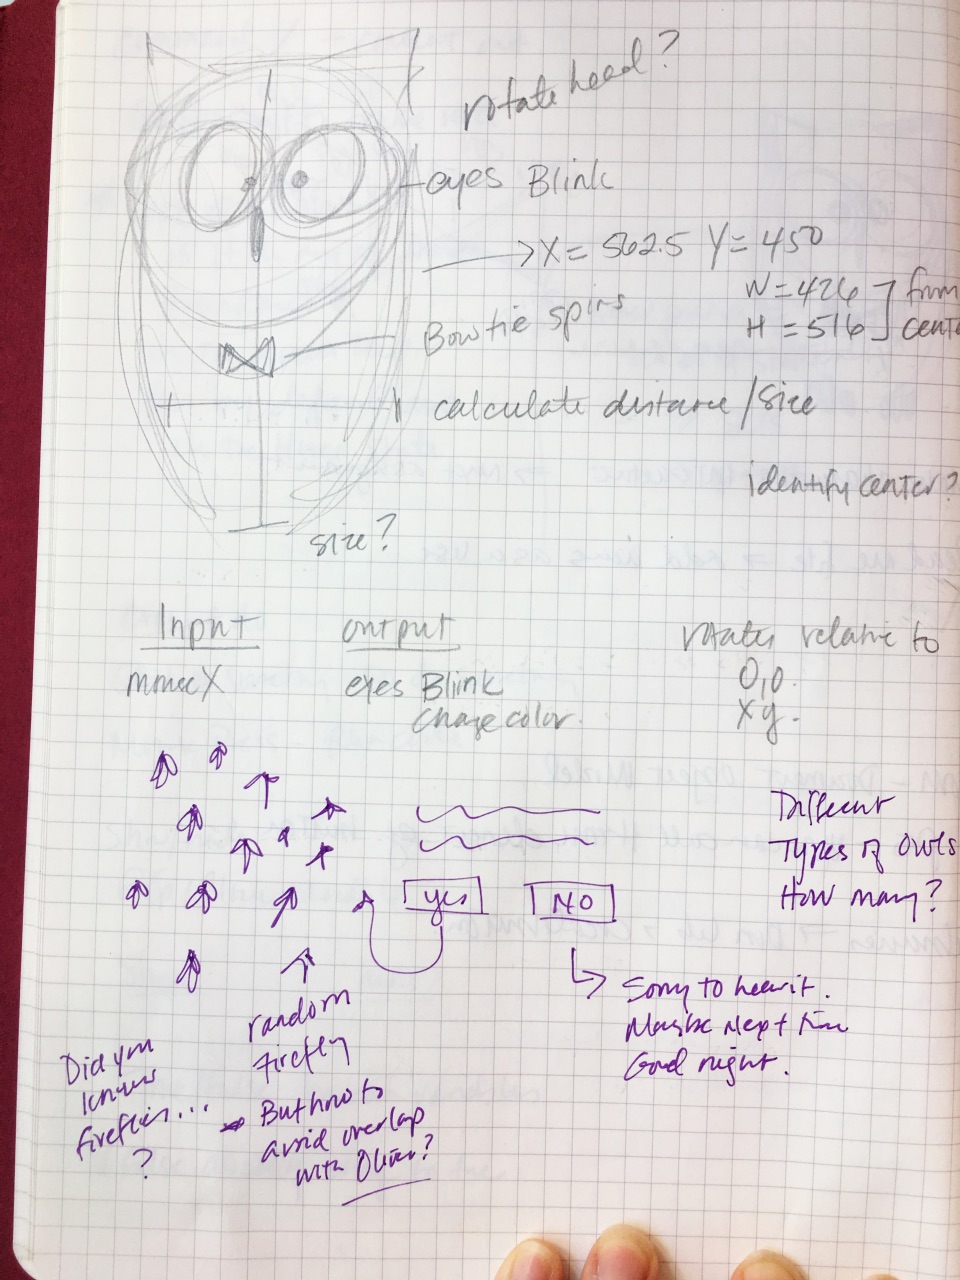 rotate head?
eyes Blink
X = 562.5 Y = 450
W = 426
H = 516
from
cente
Bowtie spins
calculate distance / size
identify center?
size?
Input
output
mouseX
eyes Blink
change color.
rotates relative to
0,0.
x y.
Different
Types of owls
How many?
yes
NO
Sorry to hear it.
Maybe next time
Good night.
random
firefly
But how to
avoid overlap
with Oliver?
Did you
know
fireflies...
?